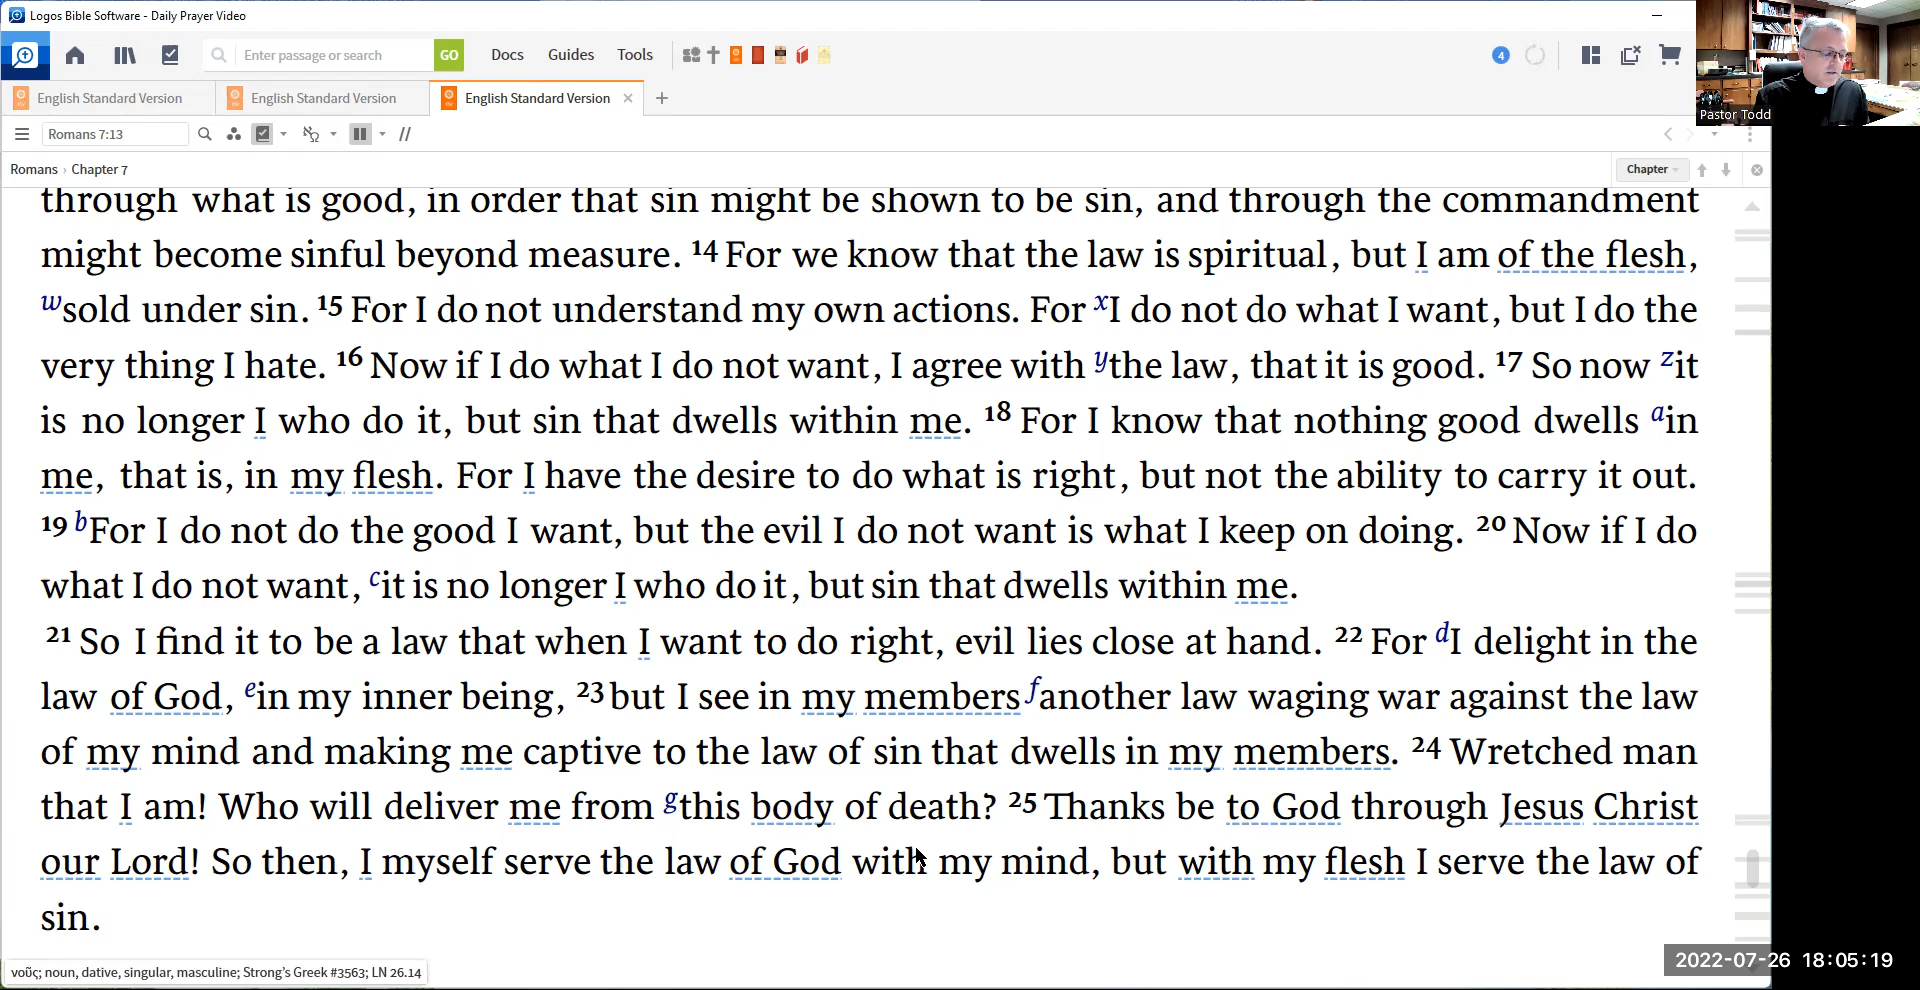 Logos Bible Software - Daily Prayer Video
Enter passage or search GO Docs Guides Tools 4
English Standard Version English Standard Version English Standard Version
Pastor Todd
Romans 7:13
Romans › Chapter 7 Chapter
through what is good, in order that sin might be shown to be sin, and through the commandment
might become sinful beyond measure. 14 For we know that the law is spiritual, but I am of the flesh,
w sold under sin. 15 For I do not understand my own actions. For x I do not do what I want, but I do the
very thing I hate. 16 Now if I do what I do not want, I agree with y the law, that it is good. 17 So now z it
is no longer I who do it, but sin that dwells within me. 18 For I know that nothing good dwells a in
me, that is, in my flesh. For I have the desire to do what is right, but not the ability to carry it out.
19 b For I do not do the good I want, but the evil I do not want is what I keep on doing. 20 Now if I do
what I do not want, c it is no longer I who do it, but sin that dwells within me.
21 So I find it to be a law that when I want to do right, evil lies close at hand. 22 For d I delight in the
law of God, e in my inner being, 23 but I see in my members f another law waging war against the law
of my mind and making me captive to the law of sin that dwells in my members. 24 Wretched man
that I am! Who will deliver me from g this body of death? 25 Thanks be to God through Jesus Christ
our Lord! So then, I myself serve the law of God with my mind, but with my flesh I serve the law of
sin.
νοῦς; noun, dative, singular, masculine; Strong's Greek #3563; LN 26.14
2022-07-26 18:05:19